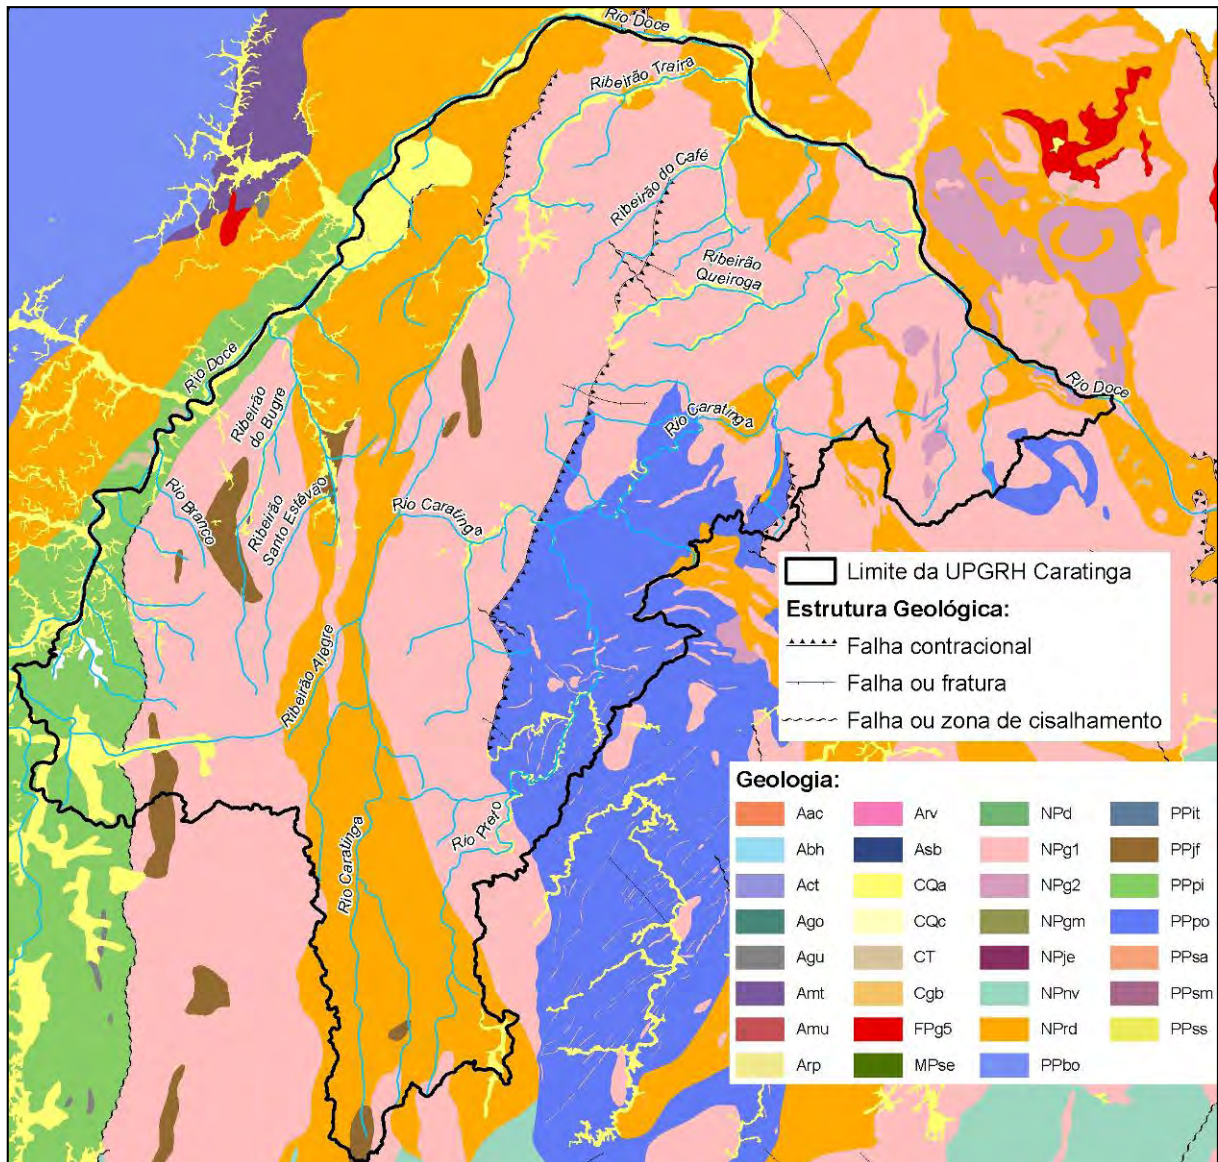 Rio Doce
Ribeirão Traíra
Ribeirão do Café
Ribeirão
Queiroga
Rio Doce
Rio Doce
Ribeirão
do Bugre
Rio Caratinga
Rio Branco
Ribeirão
Santo Estêvão
Rio Caratinga
Ribeirão Alegre
Rio Preto
Rio Caratinga
Limite da UPGRH Caratinga
Estrutura Geológica:
Falha contracional
Falha ou fratura
Falha ou zona de cisalhamento
Geologia:
Aac Arv NPd PPit
Abh Asb NPg1 PPjf
Act CQa NPg2 PPpi
Ago CQc NPgm PPpo
Agu CT NPje PPsa
Amt Cgb NPnv PPsm
Amu FPg5 NPrd PPss
Arp MPse PPbo